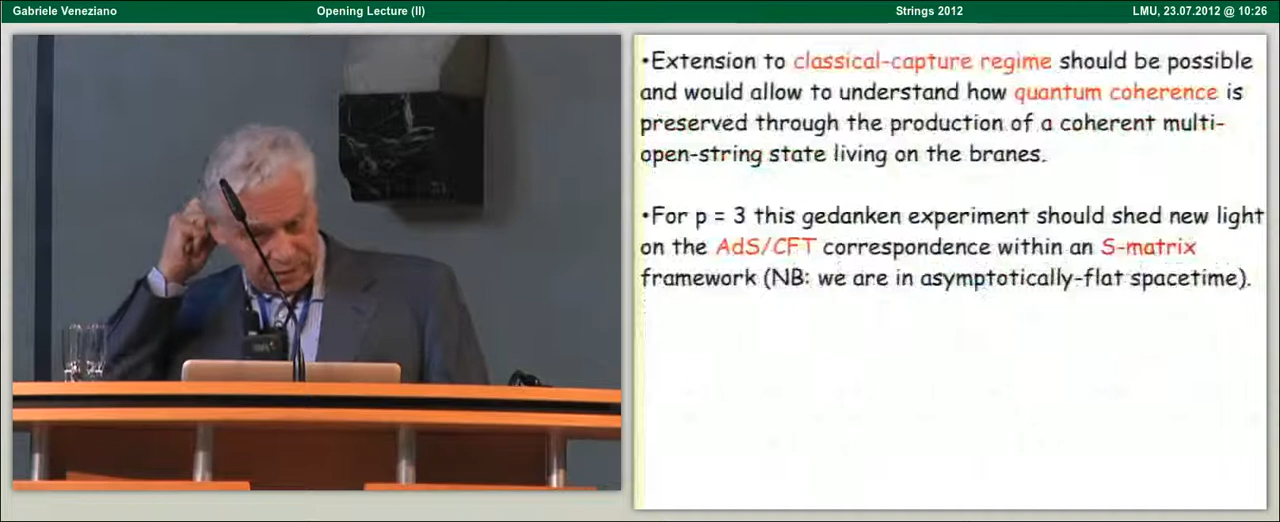 Gabriele Veneziano Opening Lecture (II) Strings 2012 LMU, 23.07.2012 @ 10:26
•Extension to classical-capture regime should be possible
and would allow to understand how quantum coherence is
preserved through the production of a coherent multi-
open-string state living on the branes.
•For p = 3 this gedanken experiment should shed new light
on the AdS/CFT correspondence within an S-matrix
framework (NB: we are in asymptotically-flat spacetime).